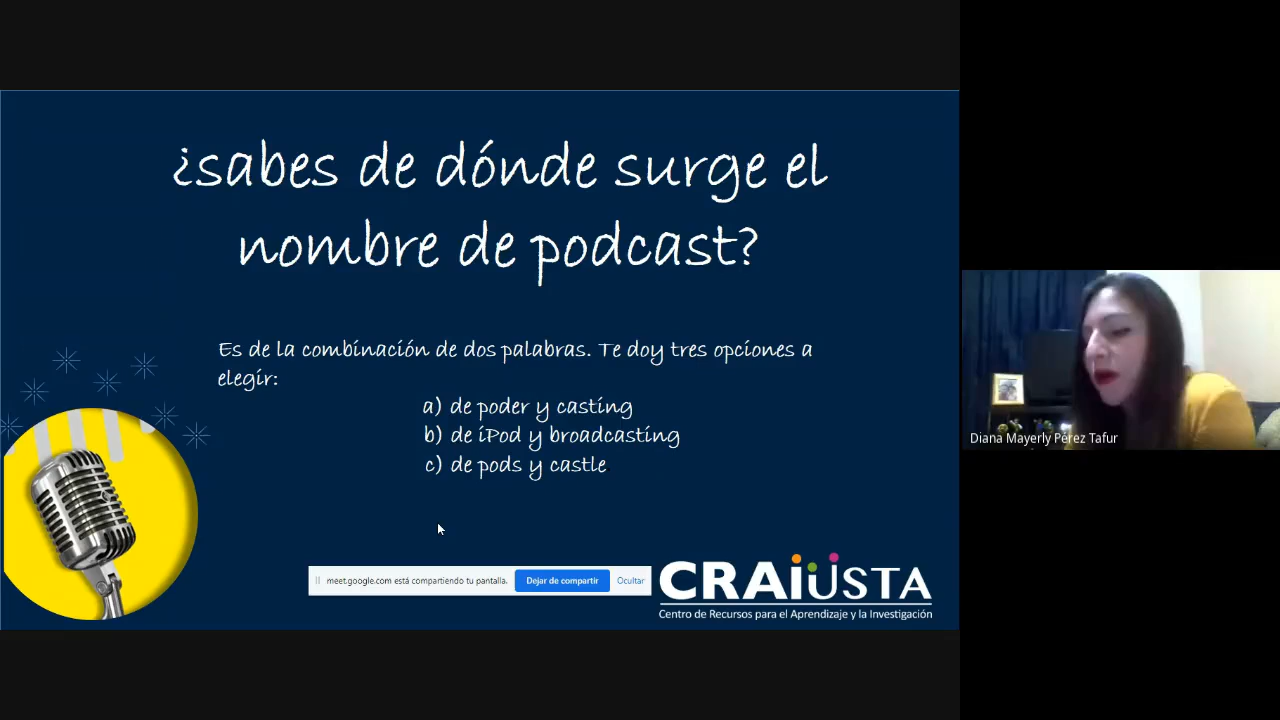 ¿sabes de dónde surge el
nombre de podcast?
Es de la combinación de dos palabras. Te doy tres opciones a
elegir:
a) de poder y casting
b) de iPod y broadcasting
c) de pods y castle
meet.google.com está compartiendo tu pantalla.
Dejar de compartir
Ocultar
CRAIUSTA
Centro de Recursos para el Aprendizaje y la Investigación
Diana Mayerly Pérez Tafur